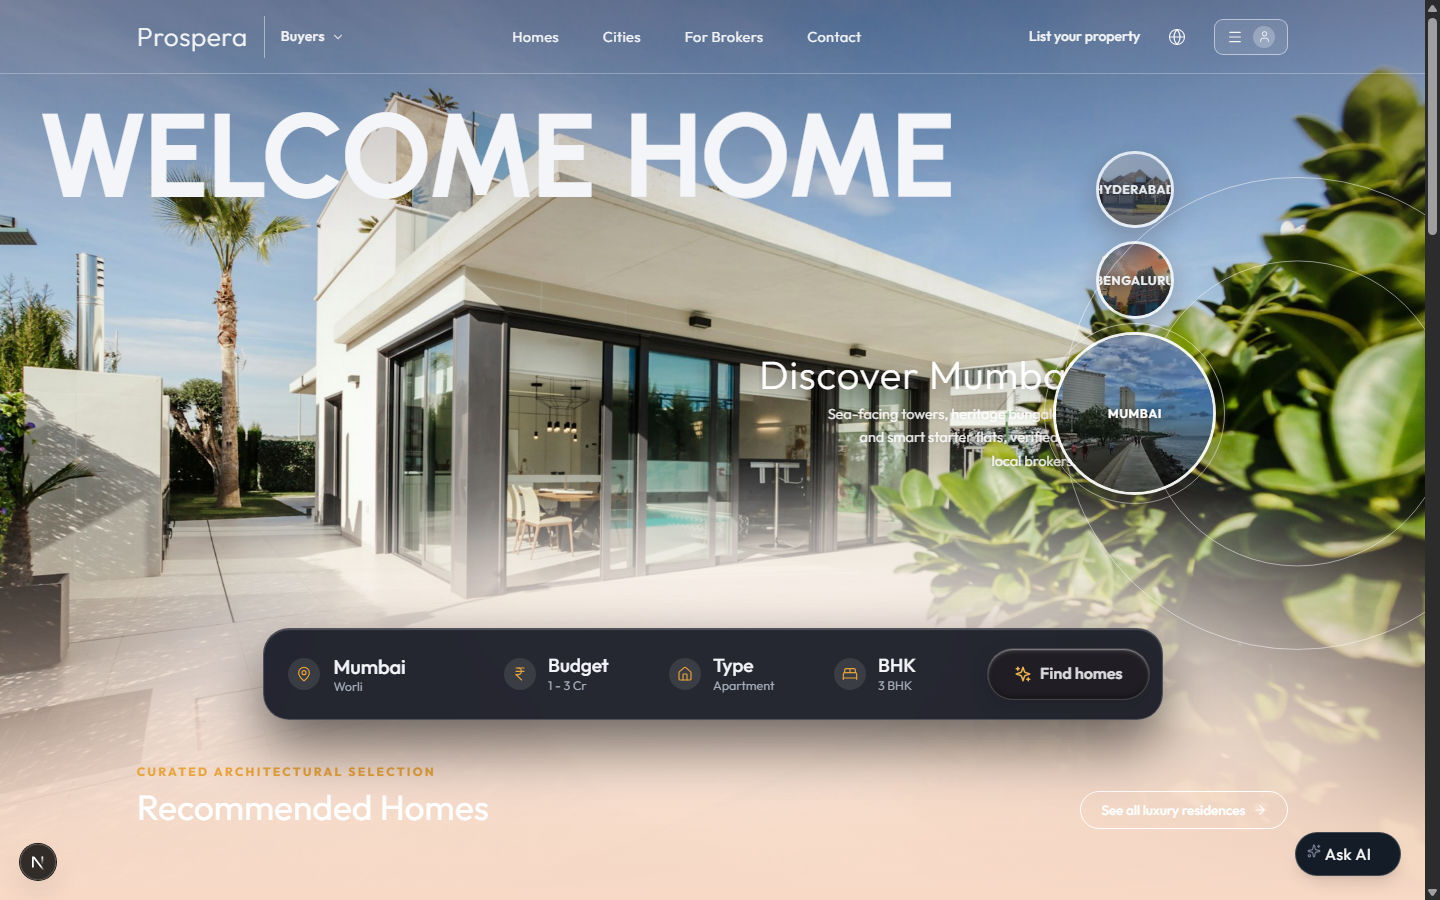 Prospera
Buyers
Homes
Cities
For Brokers
Contact
List your property
WELCOME HOME
HYDERABAD
BENGALURU
Discover Mumba
Sea-facing towers, heritage bungal
and smart starter flats, verified
local brokers
MUMBAI
Mumbai
Worli
Budget
1 - 3 Cr
Type
Apartment
BHK
3 BHK
Find homes
CURATED ARCHITECTURAL SELECTION
Recommended Homes
See all luxury residences
N
Ask AI